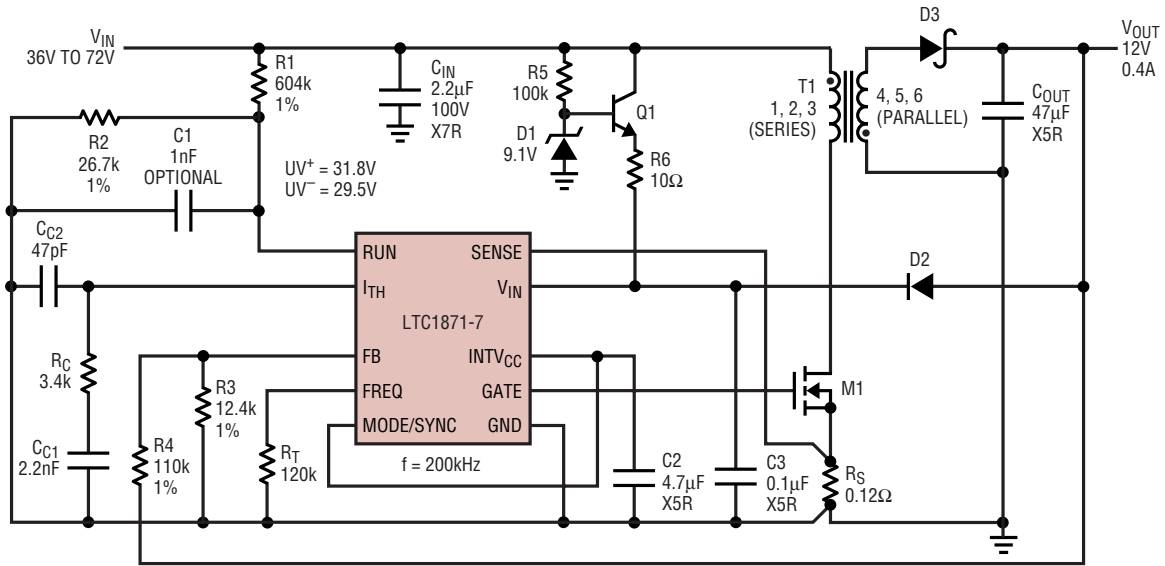 V_IN
36V TO 72V
R1
604k
1%
R2
26.7k
1%
C1
1nF
OPTIONAL
UV+ = 31.8V
UV– = 29.5V
C_IN
2.2µF
100V
X7R
R5
100k
D1
9.1V
Q1
R6
10Ω
T1
1, 2, 3
(SERIES)
4, 5, 6
(PARALLEL)
D3
V_OUT
12V
0.4A
C_OUT
47µF
X5R
C_C2
47pF
R_C
3.4k
C_C1
2.2nF
R4
110k
1%
R3
12.4k
1%
R_T
120k
RUN
I_TH
FB
FREQ
MODE/SYNC
LTC1871-7
SENSE
V_IN
INTV_CC
GATE
GND
f = 200kHz
D2
M1
C2
4.7µF
X5R
C3
0.1µF
X5R
R_S
0.12Ω